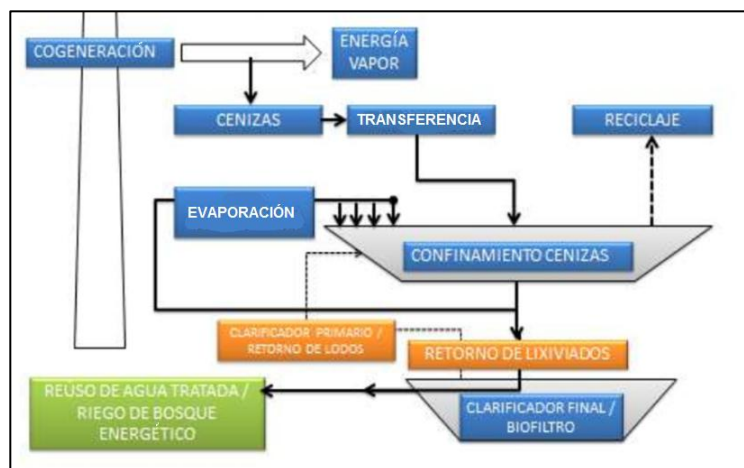 COGENERACIÓN
ENERGÍA
VAPOR
CENIZAS
TRANSFERENCIA
RECICLAJE
EVAPORACIÓN
CONFINAMIENTO CENIZAS
CLARIFICADOR PRIMARIO /
RETORNO DE LODOS
RETORNO DE LIXIVIADOS
REUSO DE AGUA TRATADA /
RIEGO DE BOSQUE
ENERGÉTICO
CLARIFICADOR FINAL /
BIOFILTRO